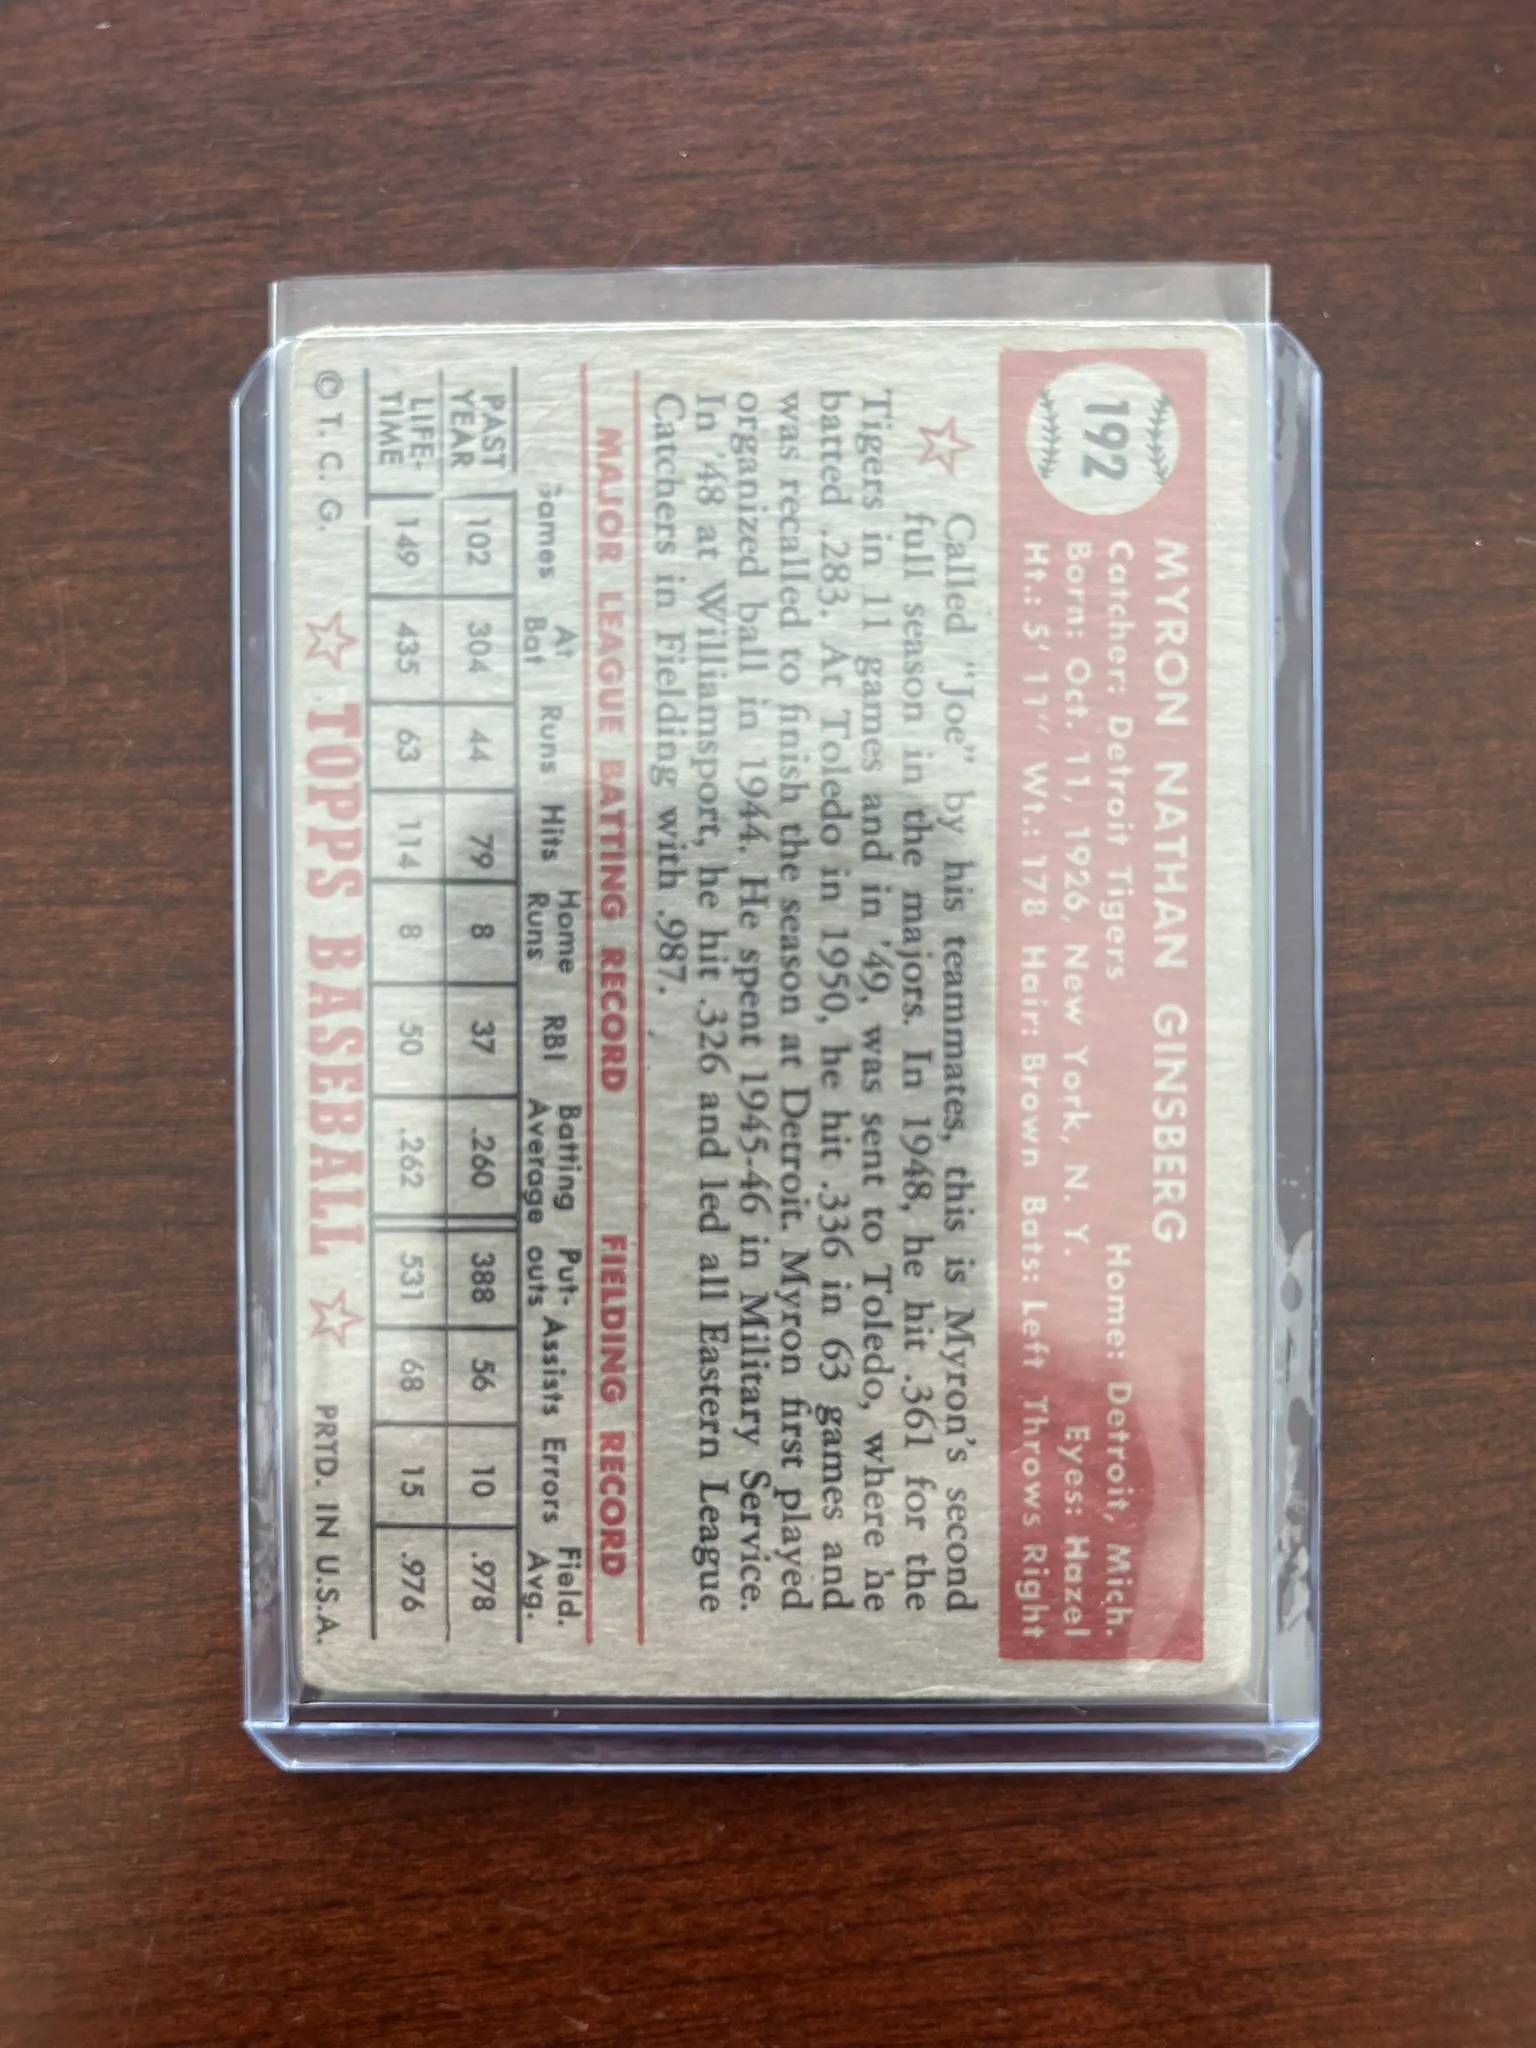 192
MYRON NATHAN GINSBERG
Catcher: Detroit Tigers Home: Detroit, Mich.
Born: Oct. 11, 1926, New York, N. Y. Eyes: Hazel
Ht.: 5' 11" Wt.: 178 Hair: Brown Bats: Left Throws Right
Called "Joe" by his teammates, this is Myron's second
full season in the majors. In 1948, he hit .361 for the
Tigers in 11 games and in '49, was sent to Toledo, where he
batted .283. At Toledo in 1950, he hit .336 in 63 games and
was recalled to finish the season at Detroit. Myron first played
organized ball in 1944. He spent 1945-46 in Military Service.
In '48 at Williamsport, he hit .326 and led all Eastern League
Catchers in Fielding with .987.
MAJOR LEAGUE BATTING RECORD FIELDING RECORD
Games At Bat Runs Hits Home Runs RBI Batting Average Put-outs Assists Errors Field. Avg.
PAST YEAR 102 304 44 79 8 37 .260 388 56 10 .978
LIFE-TIME 149 435 63 114 8 50 .262 531 68 15 .976
© T. C. G. TOPPS BASEBALL PRTD. IN U.S.A.